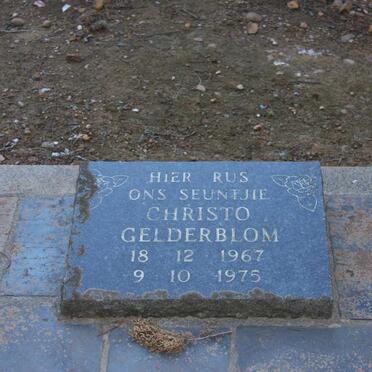 HIER RUS
ONS SEUNTJIE
CHRISTO
GELDERBLOM
18 12 1967
9 10 1975